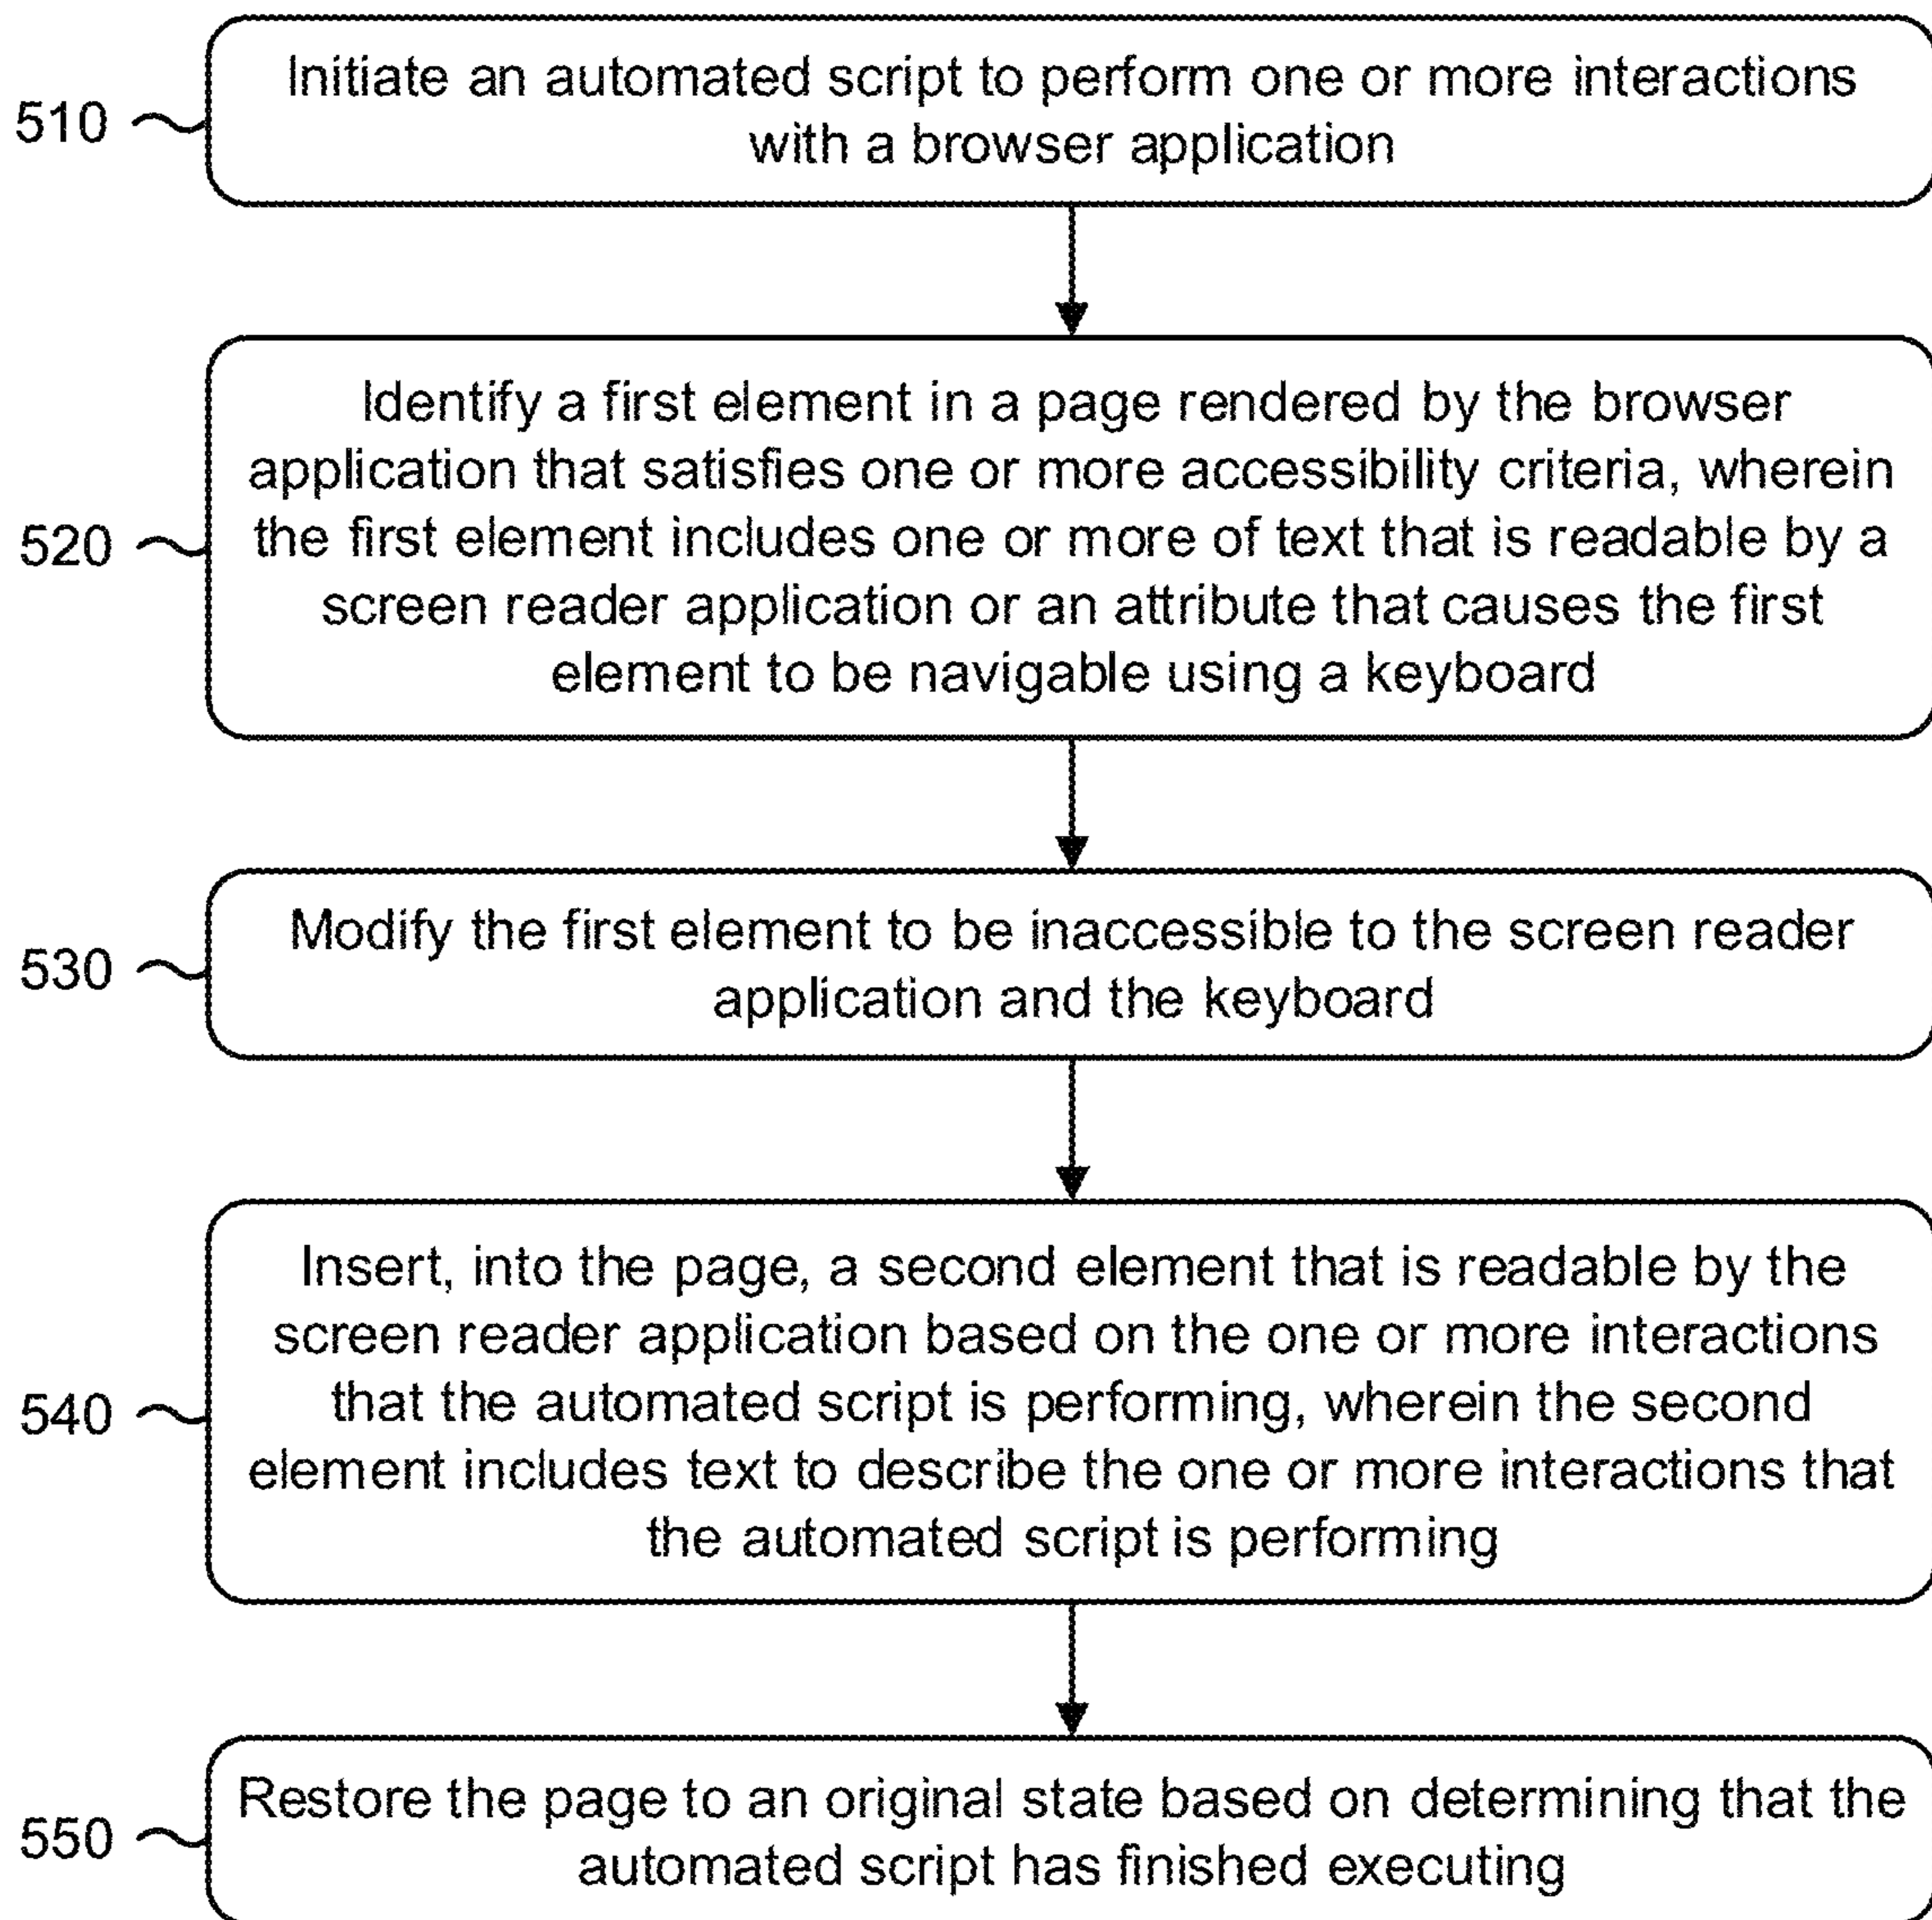 510
Initiate an automated script to perform one or more interactions
with a browser application
520
Identify a first element in a page rendered by the browser
application that satisfies one or more accessibility criteria, wherein
the first element includes one or more of text that is readable by a
screen reader application or an attribute that causes the first
element to be navigable using a keyboard
530
Modify the first element to be inaccessible to the screen reader
application and the keyboard
540
Insert, into the page, a second element that is readable by the
screen reader application based on the one or more interactions
that the automated script is performing, wherein the second
element includes text to describe the one or more interactions that
the automated script is performing
550
Restore the page to an original state based on determining that the
automated script has finished executing